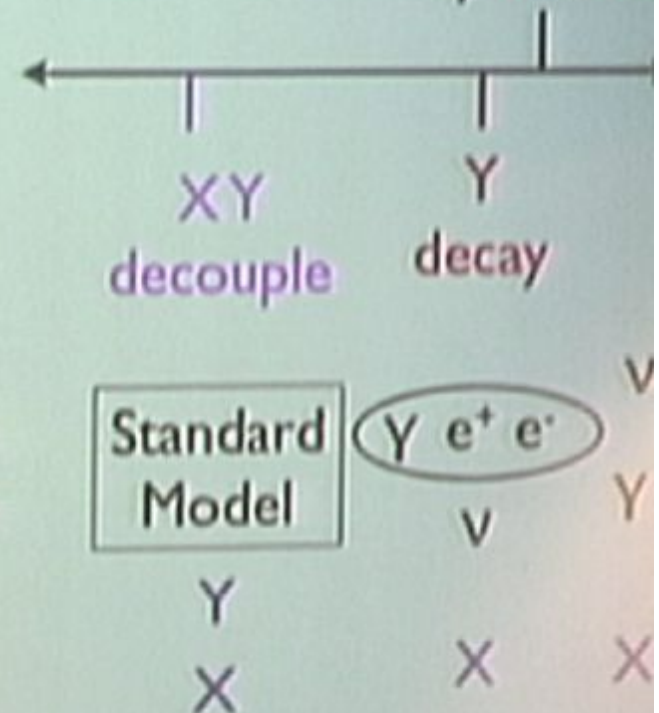 XY
decouple
Y
decay
Standard
Model
Y e⁺ e⁻
ν
ν
Y
Y
X
X
X